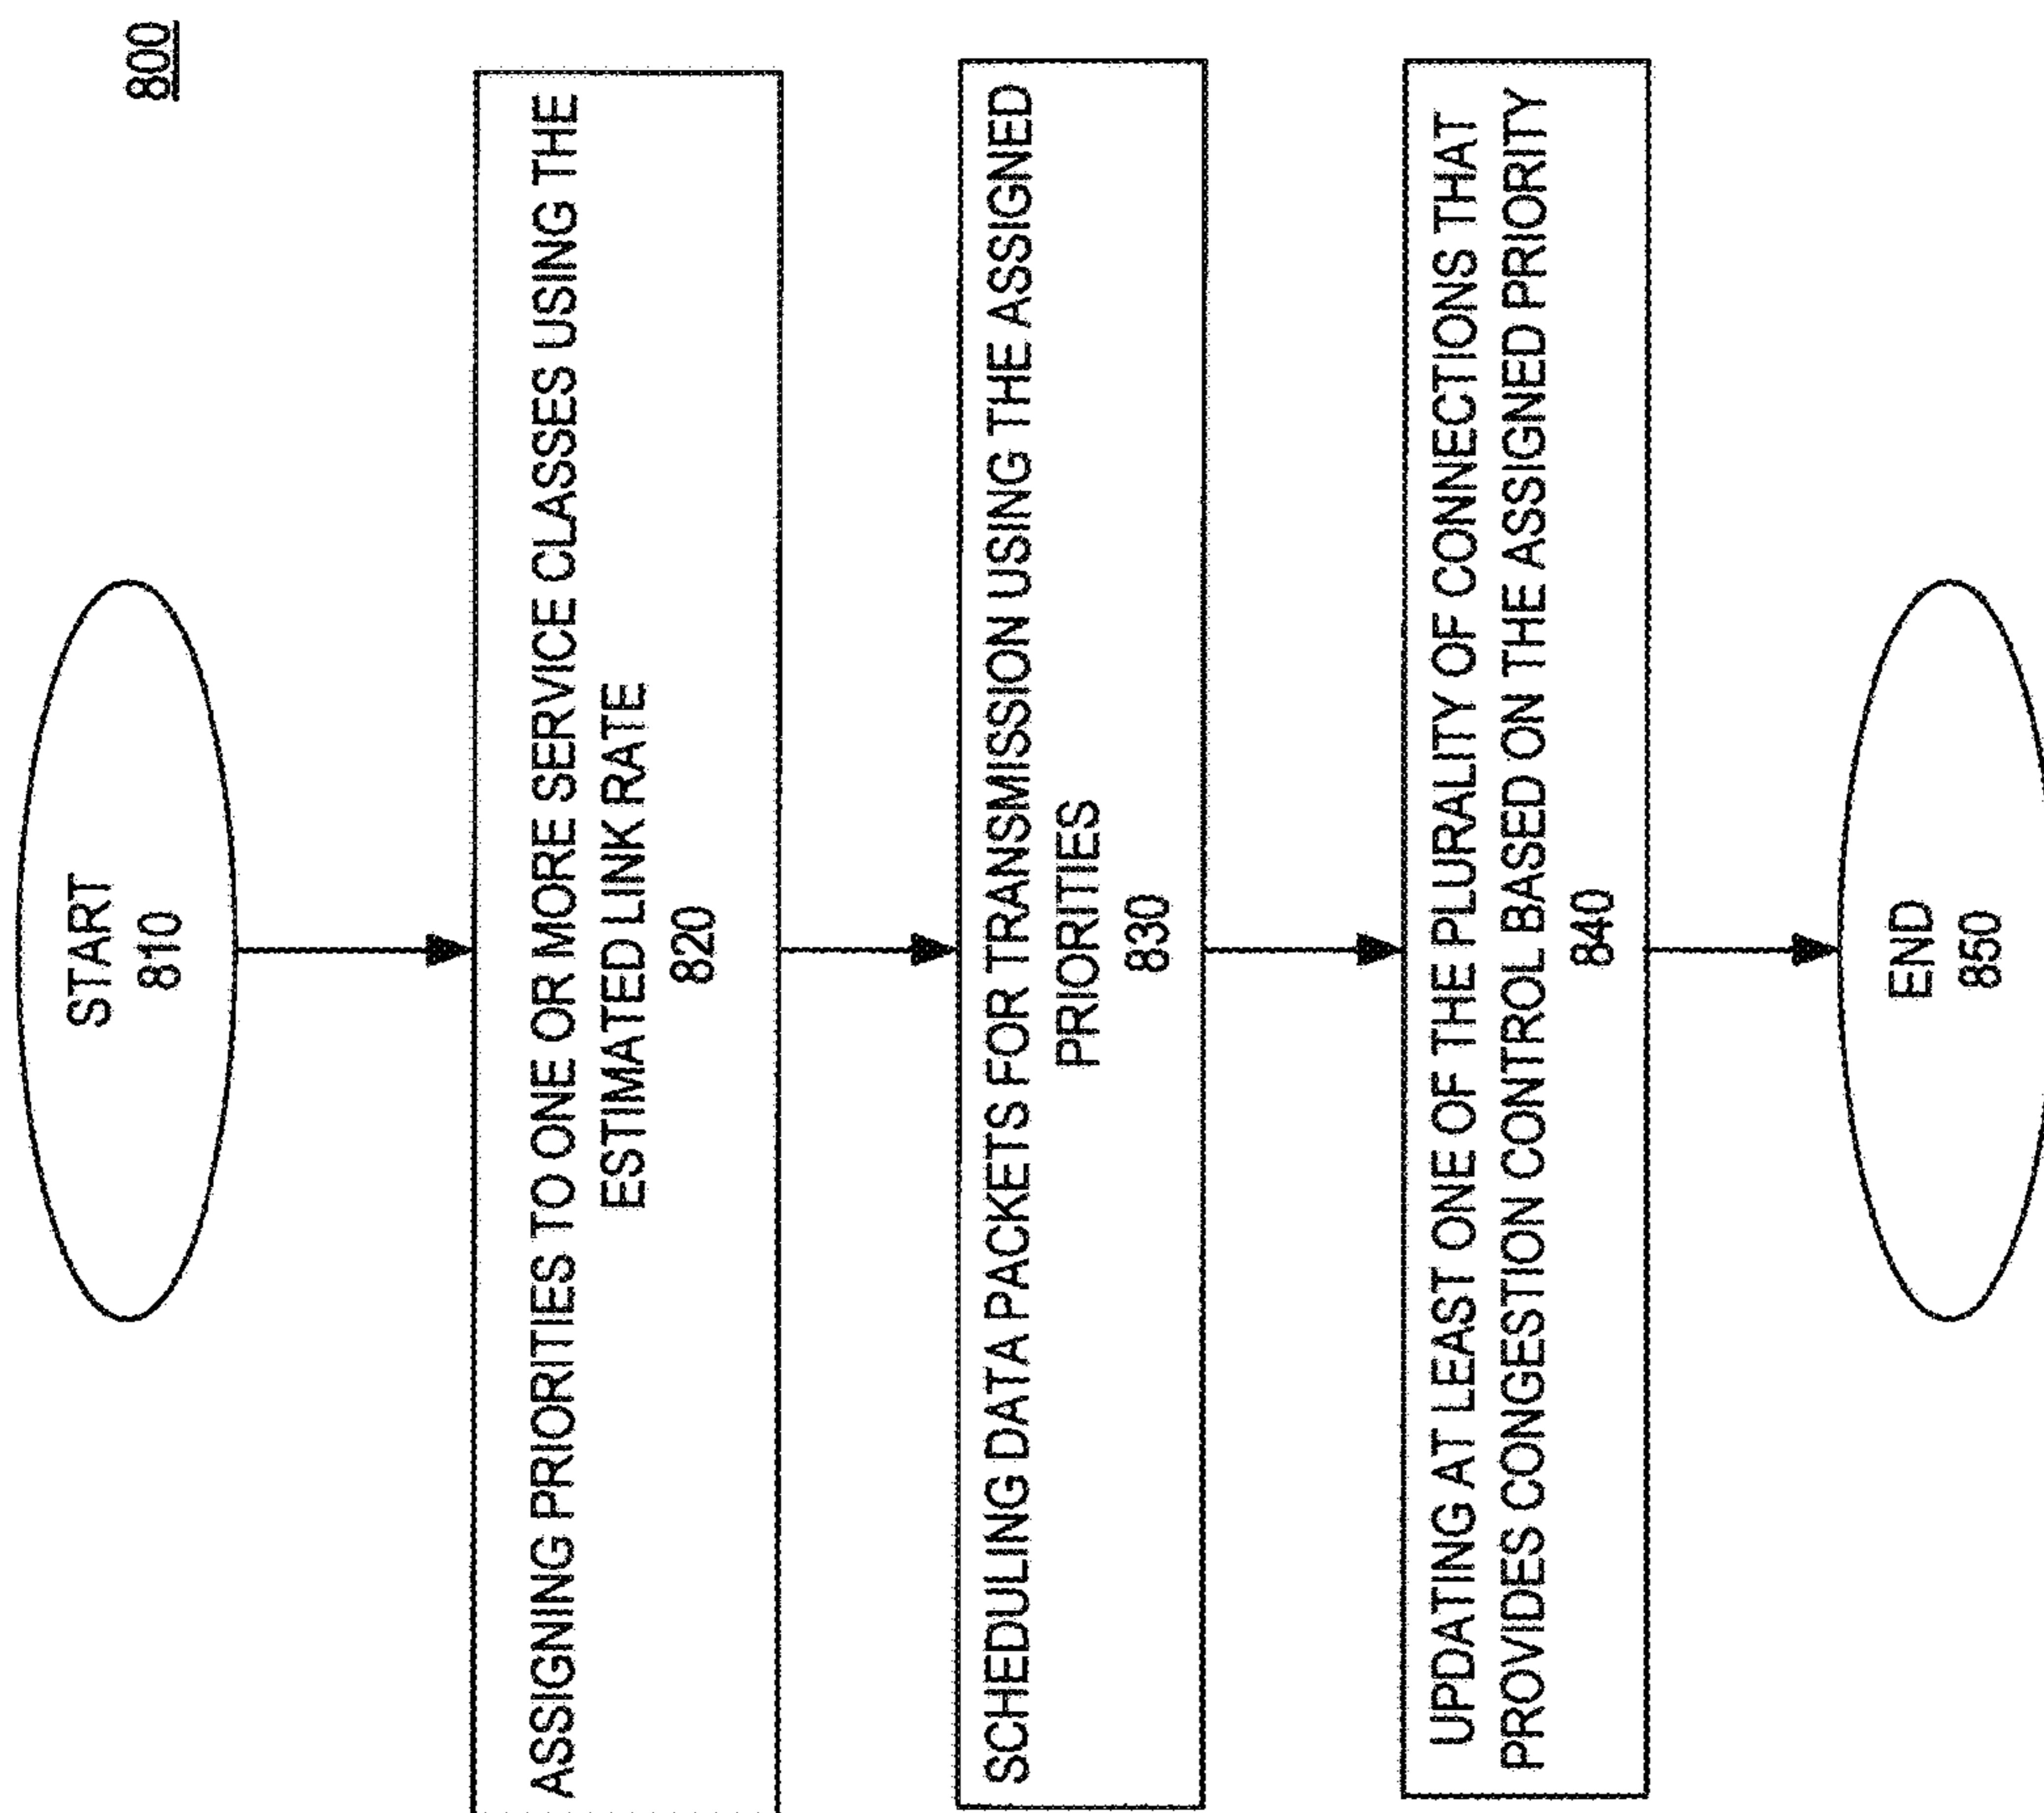 800
START
810
ASSIGNING PRIORITIES TO ONE OR MORE SERVICE CLASSES USING THE
ESTIMATED LINK RATE
820
SCHEDULING DATA PACKETS FOR TRANSMISSION USING THE ASSIGNED
PRIORITIES
830
UPDATING AT LEAST ONE OF THE PLURALITY OF CONNECTIONS THAT
PROVIDES CONGESTION CONTROL BASED ON THE ASSIGNED PRIORITY
840
END
850